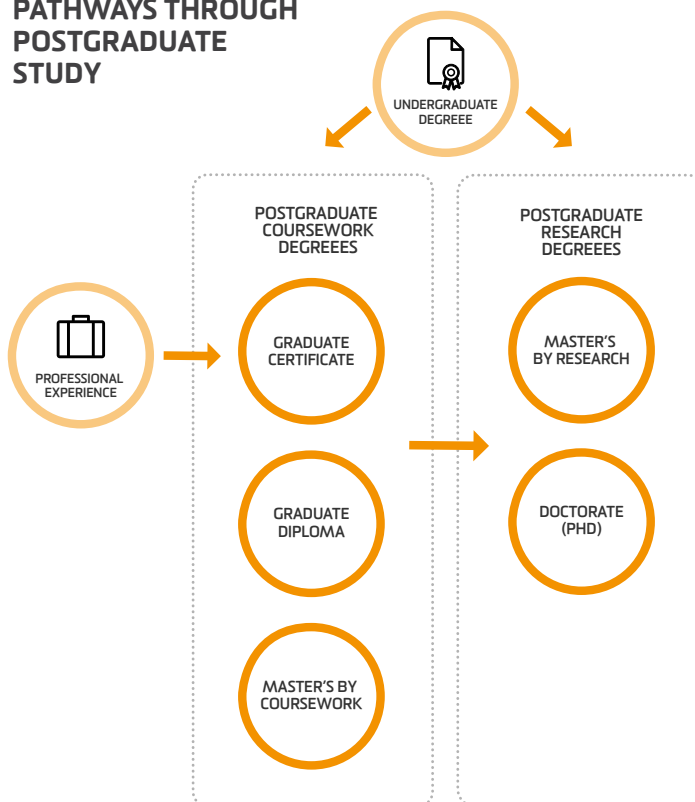 PATHWAYS THROUGH
POSTGRADUATE
STUDY
UNDERGRADUATE
DEGREEE
POSTGRADUATE
COURSEWORK
DEGREEES
POSTGRADUATE
RESEARCH
DEGREEES
PROFESSIONAL
EXPERIENCE
GRADUATE
CERTIFICATE
MASTER'S
BY RESEARCH
GRADUATE
DIPLOMA
DOCTORATE
(PHD)
MASTER'S BY
COURSEWORK